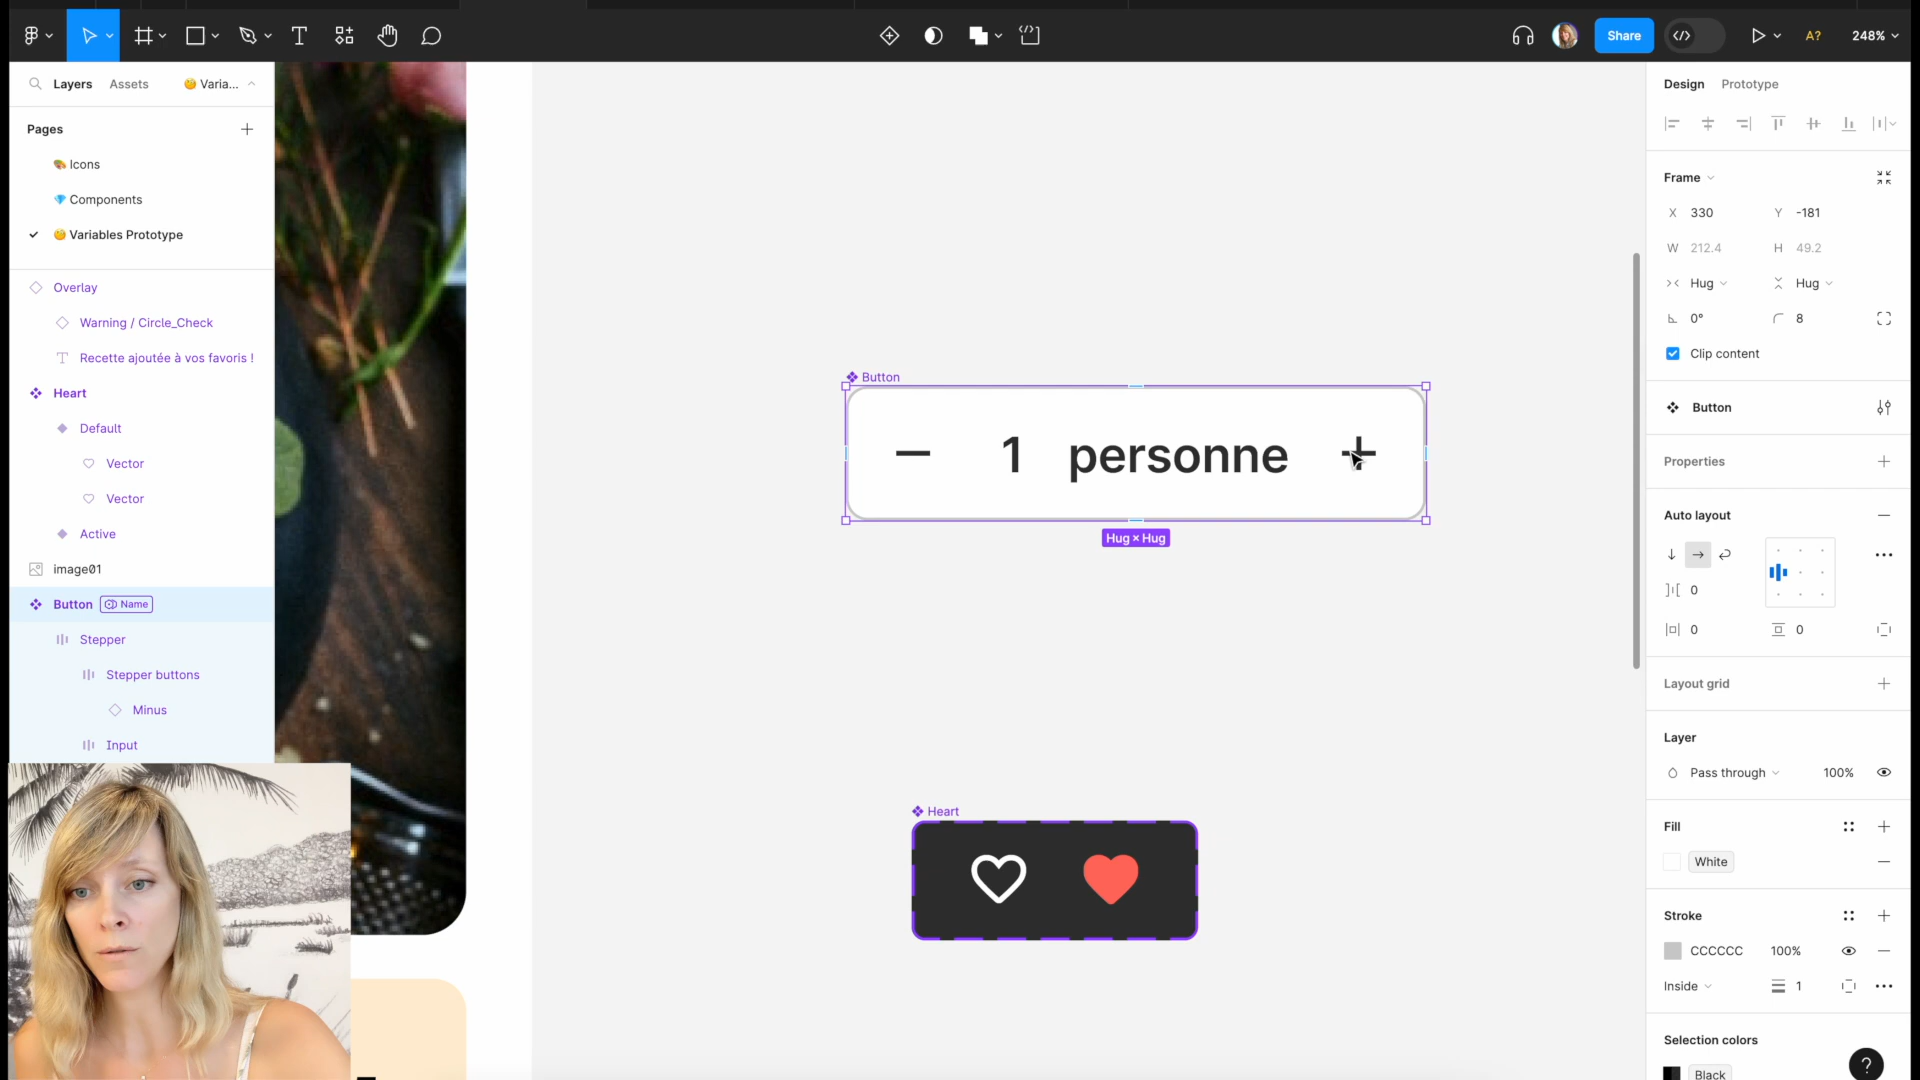 Share
A?
248%
Layers
Assets
Varia...
Pages
Icons
Components
Variables Prototype
Overlay
Warning / Circle_Check
Recette ajoutée à vos favoris !
Heart
Default
Vector
Vector
Active
image01
Button
Name
Stepper
Stepper buttons
Minus
Input
Button
1 personne
Hug × Hug
Heart
Design
Prototype
Frame
X 330
Y -181
W 212.4
H 49.2
Hug
Hug
0°
8
Clip content
Button
Properties
Auto layout
0
0
0
Layout grid
Layer
Pass through
100%
Fill
White
Stroke
CCCCCC
100%
Inside
1
Selection colors
Black
?